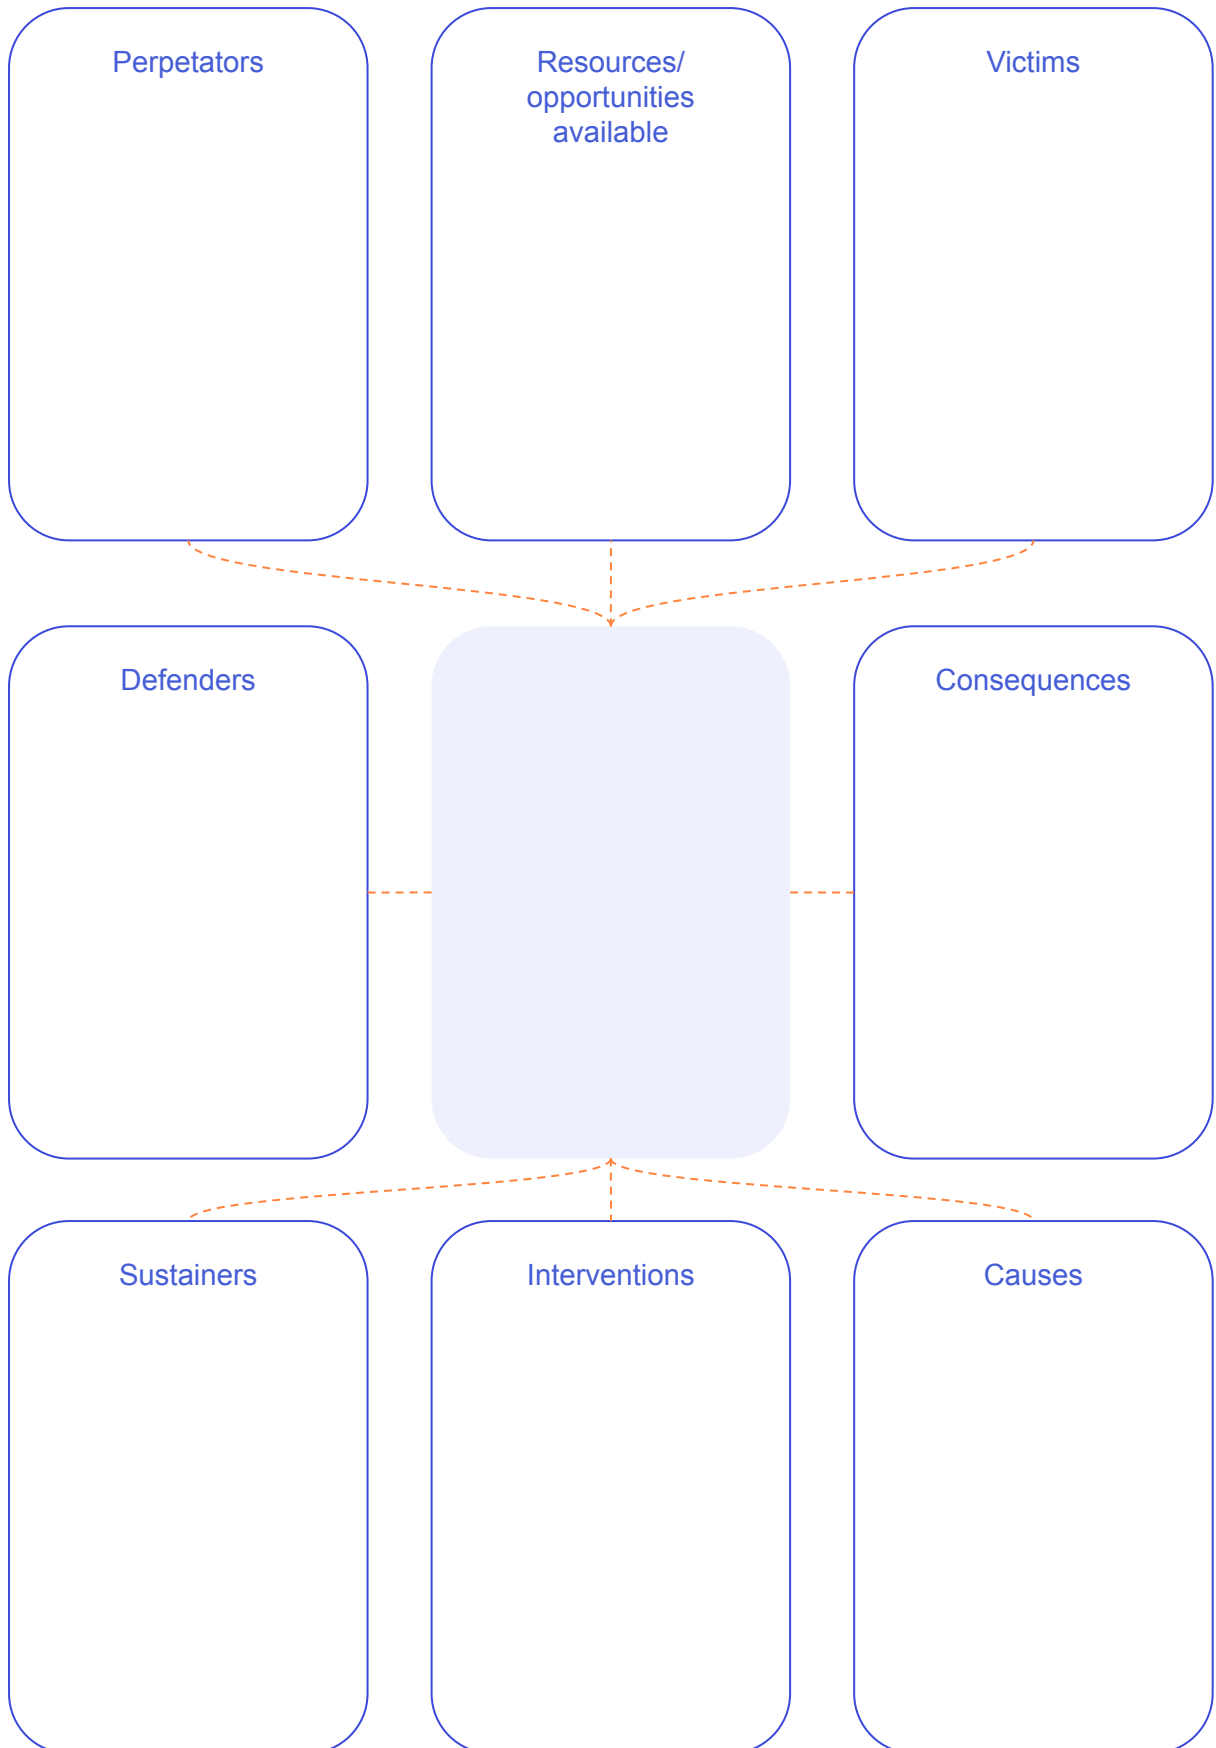 Perpetators
Resources/
opportunities
available
Victims
Defenders
Consequences
Sustainers
Interventions
Causes